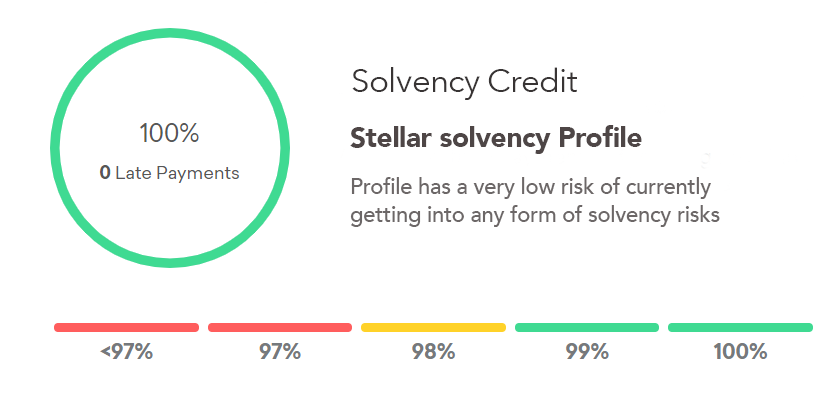 100%
0 Late Payments
Solvency Credit
Stellar solvency Profile
Profile has a very low risk of currently
getting into any form of solvency risks
<97%
97%
98%
99%
100%